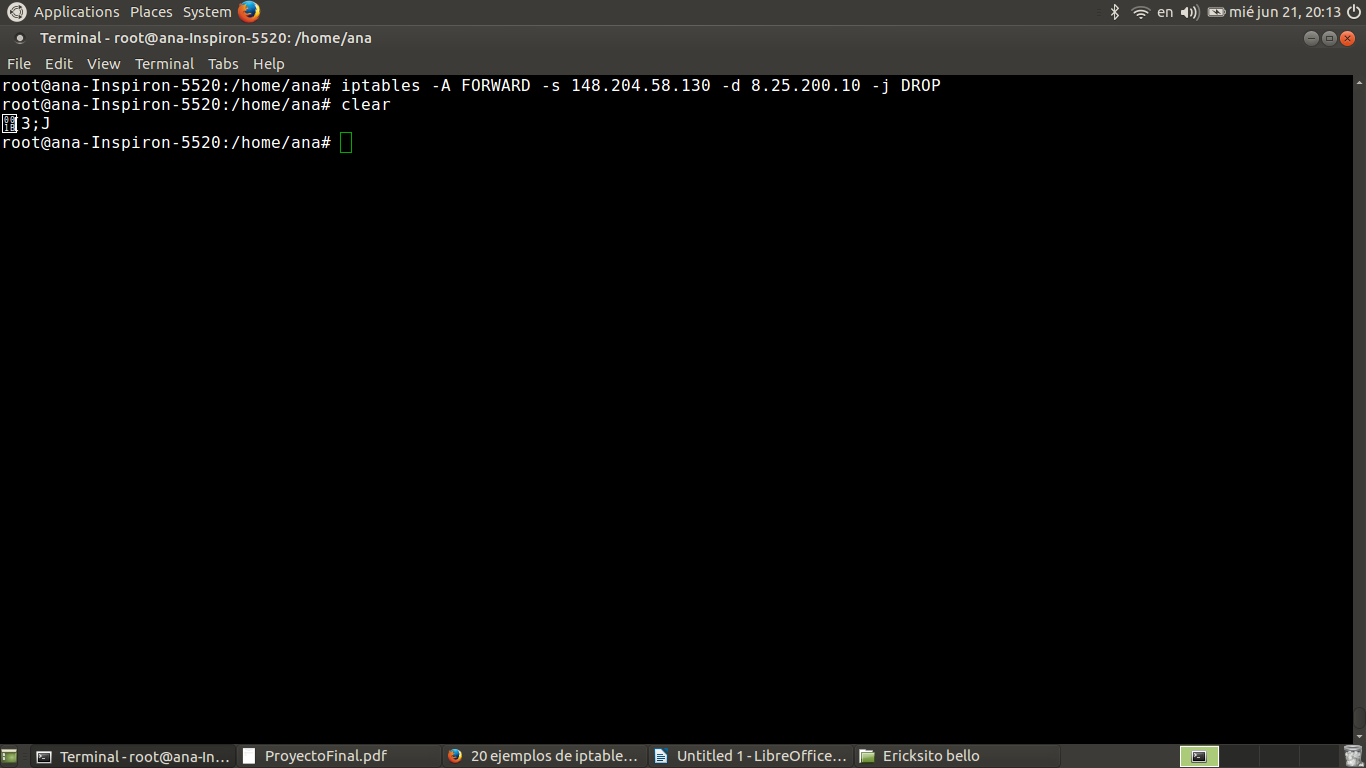 Applications Places System en mié jun 21, 20:13
Terminal - root@ana-Inspiron-5520: /home/ana
File Edit View Terminal Tabs Help
root@ana-Inspiron-5520:/home/ana# iptables -A FORWARD -s 148.204.58.130 -d 8.25.200.10 -j DROP
root@ana-Inspiron-5520:/home/ana# clear
[3;J
root@ana-Inspiron-5520:/home/ana#
Terminal - root@ana-In... ProyectoFinal.pdf 20 ejemplos de iptable... Untitled 1 - LibreOffice... Ericksito bello